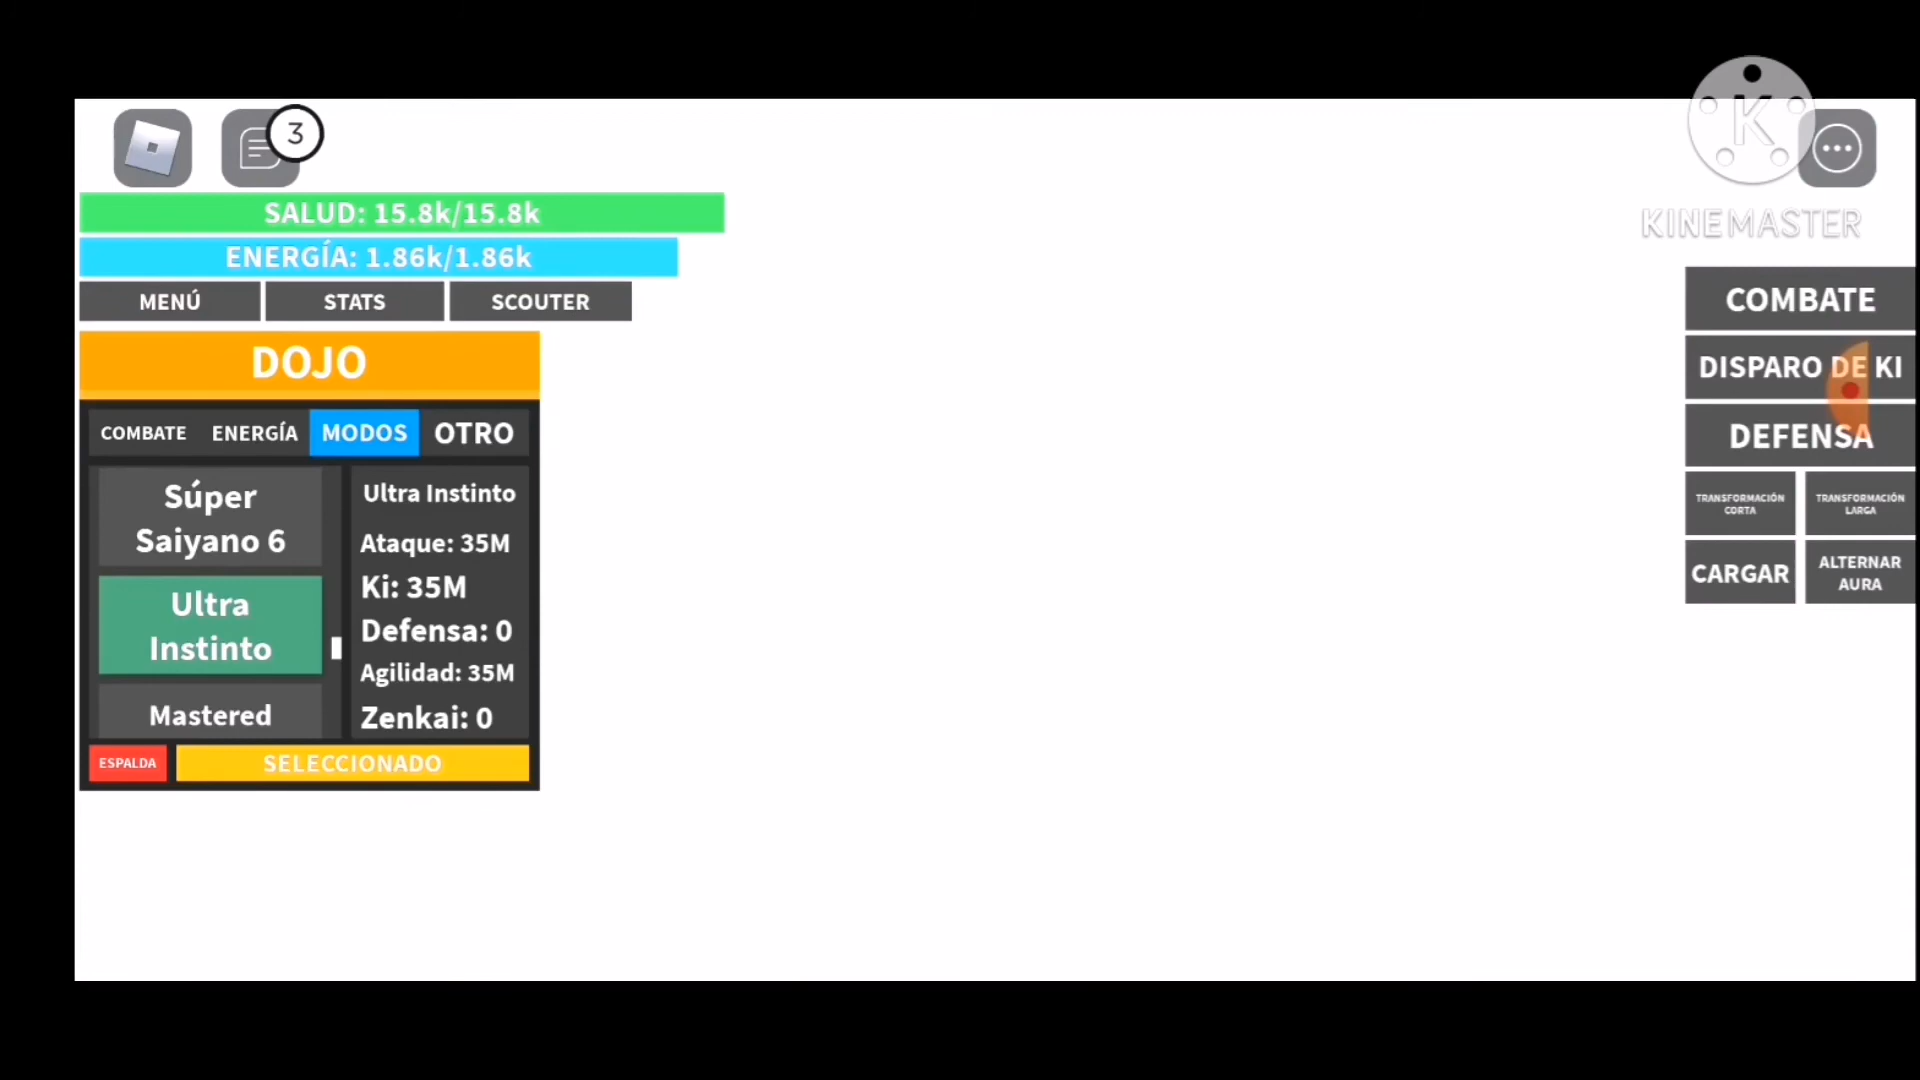 3
K
KINEMASTER
SALUD: 15.8k/15.8k
ENERGÍA: 1.86k/1.86k
MENÚ STATS SCOUTER
DOJO
COMBATE ENERGÍA MODOS OTRO
Súper
Saiyano 6
Ultra
Instinto
Mastered
Ultra Instinto
Ataque: 35M
Ki: 35M
Defensa: 0
Agilidad: 35M
Zenkai: 0
ESPALDA SELECCIONADO
COMBATE
DISPARO DE KI
DEFENSA
TRANSFORMACIÓN
CORTA
TRANSFORMACIÓN
LARGA
CARGAR
ALTERNAR
AURA